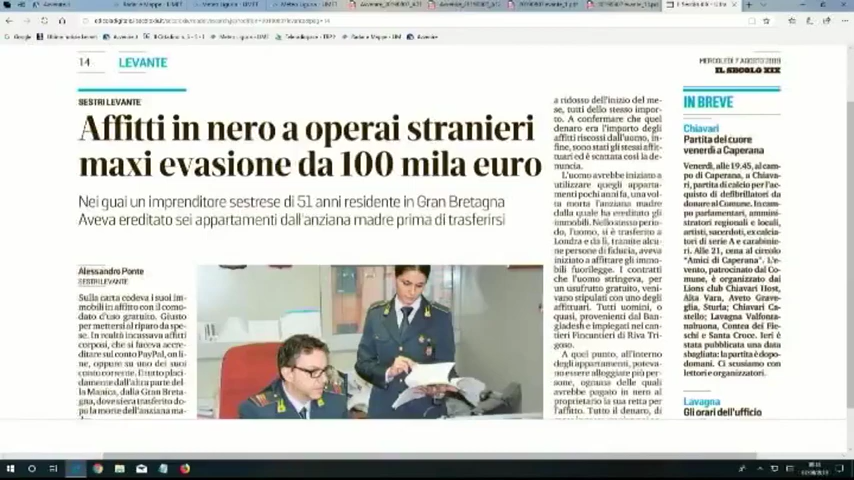 14
LEVANTE
MERCOLEDÌ 7 AGOSTO 2019
IL SECOLO XIX
SESTRI LEVANTE
Affitti in nero a operai stranieri
maxi evasione da 100 mila euro
Nei guai un imprenditore sestrese di 51 anni residente in Gran Bretagna
Aveva ereditato sei appartamenti dall'anziana madre prima di trasferirsi
Alessandro Ponte
SESTRI LEVANTE
Sulla carta cedeva i suoi im-
mobili in affitto con il como-
dato d'uso gratuito. Giusto
per mettersi al riparo da spe-
se. In realtà incassava affitti
corposi, che si faceva accre-
ditare sul conto PayPal, on li-
ne, oppure su uno dei suoi
conto corrente. Il tutto placi-
damente dall'altra parte del-
la Manica, dalla Gran Breta-
gna, dove si era trasferito do-
po la morte dell'anziana ma-
a ridosso dell'inizio del me-
se, tutti dello stesso impor-
to. A confermare che quel
denaro era l'importo degli
affitti riscossi dall'uomo, in-
fine, sono stati gli stessi affit-
tuari ed è scattata così la de-
nuncia.
L'uomo avrebbe iniziato a
utilizzare quegli apparta-
menti pochi anni fa, una vol-
ta morta l'anziana madre
dalla quale ha ereditato gli
immobili. Nello stesso perio-
do, l'uomo, si è trasferito a
Londra e da lì, tramite alcu-
ne persone di fiducia, aveva
iniziato a affittare gli immo-
bili fuorilegge. I contratti
che l'uomo stringeva, per
un usufrutto gratuito, veni-
vano stipulati con uno degli
affittuari. Tutti uomini, o
quasi, provenienti dal Ban-
gladesh e impiegati nei can-
tieri Fincantieri di Riva Tri-
goso.
A quel punto, all'interno
degli appartamenti, poteva-
no essere alloggiate più per-
sone, ognuna delle quali
avrebbe pagato in nero al
proprietario la sua retta per
l'affitto. Tutto il denaro, di
IN BREVE
Chiavari
Partita del cuore
venerdì a Caperana
Venerdì, alle 19.45, al cam-
po di Caperana, a Chiava-
ri, partita di calcio per l'ac-
quisto di defibrillatori da
donare al Comune. In cam-
po parlamentari, ammini-
stratori regionali e locali,
artisti, sacerdoti, ex calcia-
tori di serie A e carabinie-
ri. Alle 21, cena al circolo
"Amici di Caperana". L'e-
vento, patrocinato dal Co-
mune, è organizzato dai
Lions club Chiavari Host,
Alta Vara, Aveto Graveglia,
Sturla; Chiavari Ca-
stello; Lavagna Valfonta-
nabuona, Contea dei Fie-
schi e Santa Croce. Ieri è
stata pubblicata una data
sbagliata: la partita è dopo-
domani. Ci scusiamo con
lettori e organizzatori.
Lavagna
Gli orari dell'ufficio